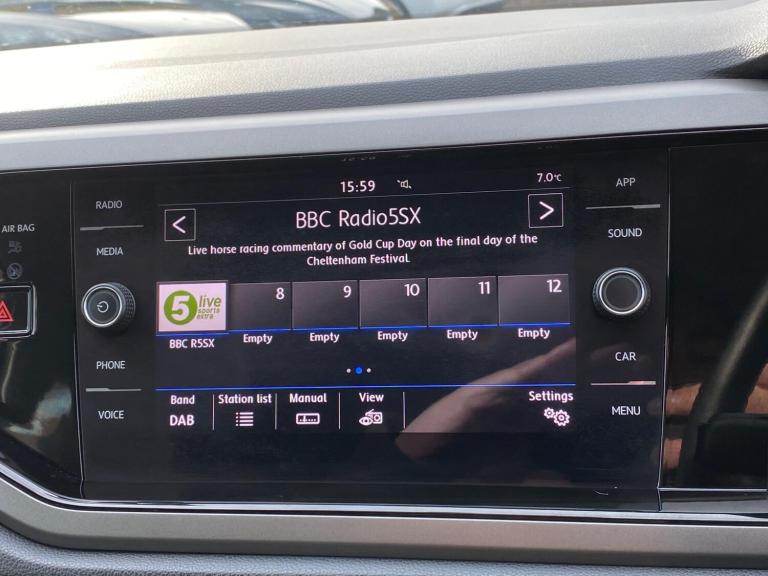 15:59
7.0°C
RADIO
MEDIA
PHONE
VOICE
AIR BAG
BBC Radio5SX
Live horse racing commentary of Gold Cup Day on the final day of the
Cheltenham Festival.
5 live
sports
extra
8
9
10
11
12
BBC R5SX
Empty
Empty
Empty
Empty
Empty
Band
DAB
Station list
Manual
View
Settings
APP
SOUND
CAR
MENU